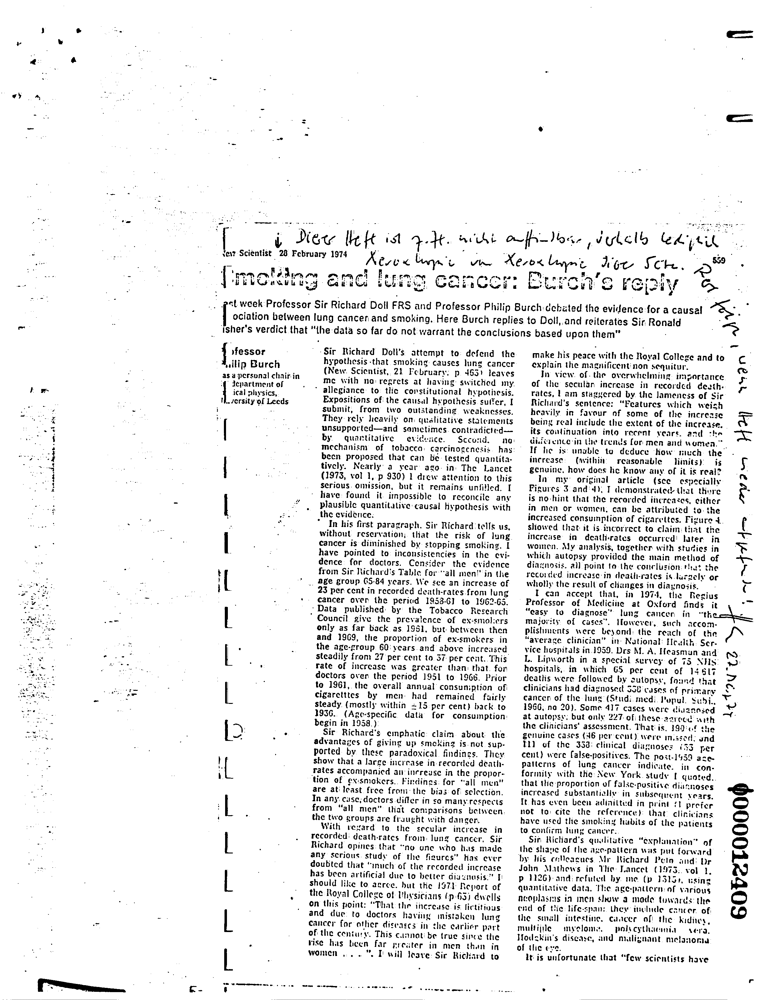 Dieses Heft ist z.Zt. nicht auffindbar, deshalb lediglich
New Scientist 28 February 1974
Xerokopie von Xerokopie
559
Smoking and lung cancer: Burch's reply
week Professor Sir Richard Doll FRS and Professor Philip Burch debated the evidence for a causal
ociation between lung cancer and smoking. Here Burch replies to Doll, and reiterates Sir Ronald
isher's verdict that "the data so far do not warrant the conclusions based upon them"
ofessor
ilip Burch
as a personal chair in
department of
ical physics,
iversity of Leeds
Sir Richard Doll's attempt to defend the
hypothesis that smoking causes lung cancer
(New Scientist, 21 February, p 463) leaves
me with no regrets at having switched my
allegiance to the constitutional hypothesis.
Expositions of the causal hypothesis suffer, I
submit, from two outstanding weaknesses.
They rely heavily on qualitative statements
unsupported—and sometimes contradicted—
by quantitative evidence. Second, no
mechanism of tobacco carcinogenesis has
been proposed that can be tested quantita-
tively. Nearly a year ago in The Lancet
(1973, vol 1, p 930) I drew attention to this
serious omission, but it remains unfilled. I
have found it impossible to reconcile any
plausible quantitative causal hypothesis with
the evidence.
In his first paragraph, Sir Richard tells us,
without reservation, that the risk of lung
cancer is diminished by stopping smoking. I
have pointed to inconsistencies in the evi-
dence for doctors. Consider the evidence
from Sir Richard's Table for "all men" in the
age group 65-84 years. We see an increase of
23 per cent in recorded death-rates from lung
cancer over the period 1958-61 to 1962-65.
Data published by the Tobacco Research
Council give the prevalence of ex-smokers
only as far back as 1961, but between then
and 1969, the proportion of ex-smokers in
the age-group 60 years and above increased
steadily from 27 per cent to 37 per cent. This
rate of increase was greater than that for
doctors over the period 1951 to 1966. Prior
to 1961, the overall annual consumption of
cigarettes by men had remained fairly
steady (mostly within ±15 per cent) back to
1936. (Age-specific data for consumption
begin in 1958.)
Sir Richard's emphatic claim about the
advantages of giving up smoking is not sup-
ported by these paradoxical findings. They
show that a large increase in recorded death-
rates accompanied an increase in the propor-
tion of ex-smokers. Findings for "all men"
are at least free from the bias of selection.
In any case, doctors differ in so many respects
from "all men" that comparisons between
the two groups are fraught with danger.
With regard to the secular increase in
recorded death-rates from lung cancer, Sir
Richard opines that "no one who has made
any serious study of the figures" has ever
doubted that "much of the recorded increase
has been artificial due to better diagnosis." I
should like to agree, but the 1971 Report of
the Royal College of Physicians (p 63) dwells
on this point: "That the increase is fictitious
and due to doctors having mistaken lung
cancer for other diseases in the earlier part
of the century. This cannot be true since the
rise has been far greater in men than in
women . . . ". I will leave Sir Richard to
make his peace with the Royal College and to
explain the magnificent non sequitur.
In view of the overwhelming importance
of the secular increase in recorded death-
rates, I am staggered by the lameness of Sir
Richard's sentence: "Features which weigh
heavily in favour of some of the increase
being real include the extent of the increase,
its continuation into recent years, and the
difference in the trends for men and women."
If he is unable to deduce how much the
increase (within reasonable limits) is
genuine, how does he know any of it is real?
In my original article (see especially
Figures 3 and 4), I demonstrated that there
is no hint that the recorded increases, either
in men or women, can be attributed to the
increased consumption of cigarettes. Figure 4
showed that it is incorrect to claim that the
increase in death-rates occurred later in
women. My analysis, together with studies in
which autopsy provided the main method of
diagnosis, all point to the conclusion that the
recorded increase in death-rates is largely or
wholly the result of changes in diagnosis.
I can accept that, in 1974, the Regius
Professor of Medicine at Oxford finds it
"easy to diagnose" lung cancer in "the
majority of cases". However, such accom-
plishments were beyond the reach of the
"average clinician" in National Health Ser-
vice hospitals in 1959. Drs M. A. Heasman and
L. Lipworth in a special survey of 75 NHS
hospitals, in which 65 per cent of 14 617
deaths were followed by autopsy, found that
clinicians had diagnosed 338 cases of primary
cancer of the lung (Stud. med. Popul. Subj.,
1966, no 20). Some 417 cases were diagnosed
at autopsy, but only 227 of these agreed with
the clinicians' assessment. That is, 190 of the
genuine cases (46 per cent) were missed, and
111 of the 338 clinical diagnoses (33 per
cent) were false-positives. The post-1959 age-
patterns of lung cancer indicate, in con-
formity with the New York study I quoted,
that the proportion of false-positive diagnoses
increased substantially in subsequent years.
It has even been admitted in print (I prefer
not to cite the reference) that clinicians
have used the smoking habits of the patients
to confirm lung cancer.
Sir Richard's qualitative "explanation" of
the shape of the age-pattern was put forward
by his colleagues Mr Richard Peto and Dr
John Mathews in The Lancet (1973, vol 1,
p 1126) and refuted by me (p 1315), using
quantitative data. The age-pattern of various
neoplasms in men show a mode towards the
end of the life-span: they include cancer of
the small intestine, cancer of the kidney,
multiple myeloma, polycythaemia vera,
Hodgkin's disease, and malignant melanoma
of the eye.
It is unfortunate that "few scientists have
0000012409